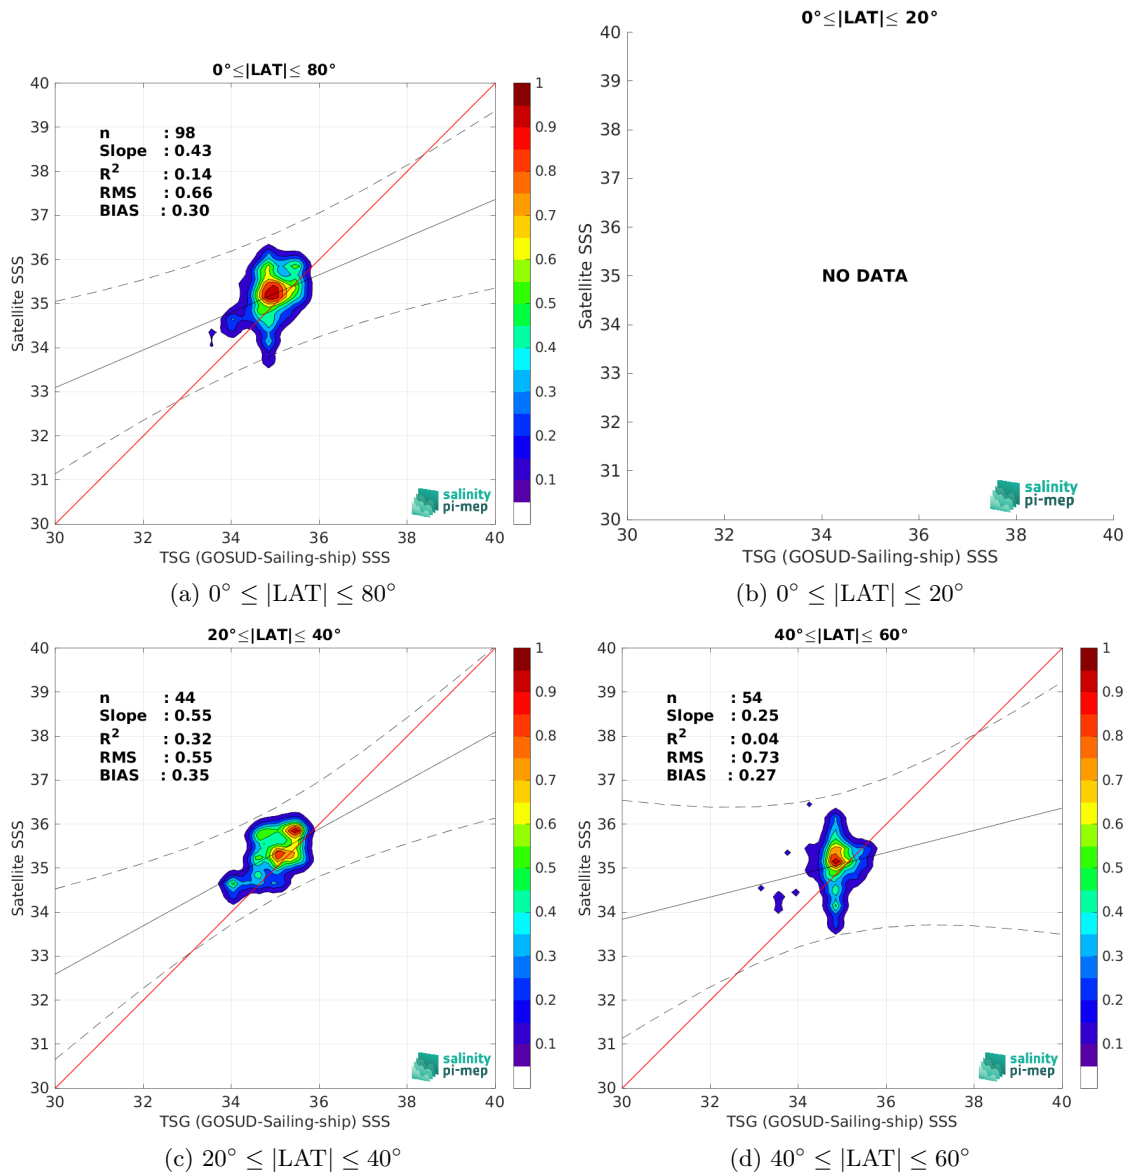 0°≤|LAT|≤ 80°
40
39
38
37
36
35
34
33
32
31
30
Satellite SSS
n : 98
Slope : 0.43
R² : 0.14
RMS : 0.66
BIAS : 0.30
salinity
pi-mep
30 32 34 36 38 40
TSG (GOSUD-Sailing-ship) SSS
1
0.9
0.8
0.7
0.6
0.5
0.4
0.3
0.2
0.1
(a) 0° ≤ |LAT| ≤ 80°
0°≤|LAT|≤ 20°
40
39
38
37
36
35
34
33
32
31
30
Satellite SSS
NO DATA
salinity
pi-mep
30 32 34 36 38 40
TSG (GOSUD-Sailing-ship) SSS
(b) 0° ≤ |LAT| ≤ 20°
20°≤|LAT|≤ 40°
40
39
38
37
36
35
34
33
32
31
30
Satellite SSS
n : 44
Slope : 0.55
R² : 0.32
RMS : 0.55
BIAS : 0.35
salinity
pi-mep
30 32 34 36 38 40
TSG (GOSUD-Sailing-ship) SSS
1
0.9
0.8
0.7
0.6
0.5
0.4
0.3
0.2
0.1
(c) 20° ≤ |LAT| ≤ 40°
40°≤|LAT|≤ 60°
40
39
38
37
36
35
34
33
32
31
30
Satellite SSS
n : 54
Slope : 0.25
R² : 0.04
RMS : 0.73
BIAS : 0.27
salinity
pi-mep
30 32 34 36 38 40
TSG (GOSUD-Sailing-ship) SSS
1
0.9
0.8
0.7
0.6
0.5
0.4
0.3
0.2
0.1
(d) 40° ≤ |LAT| ≤ 60°